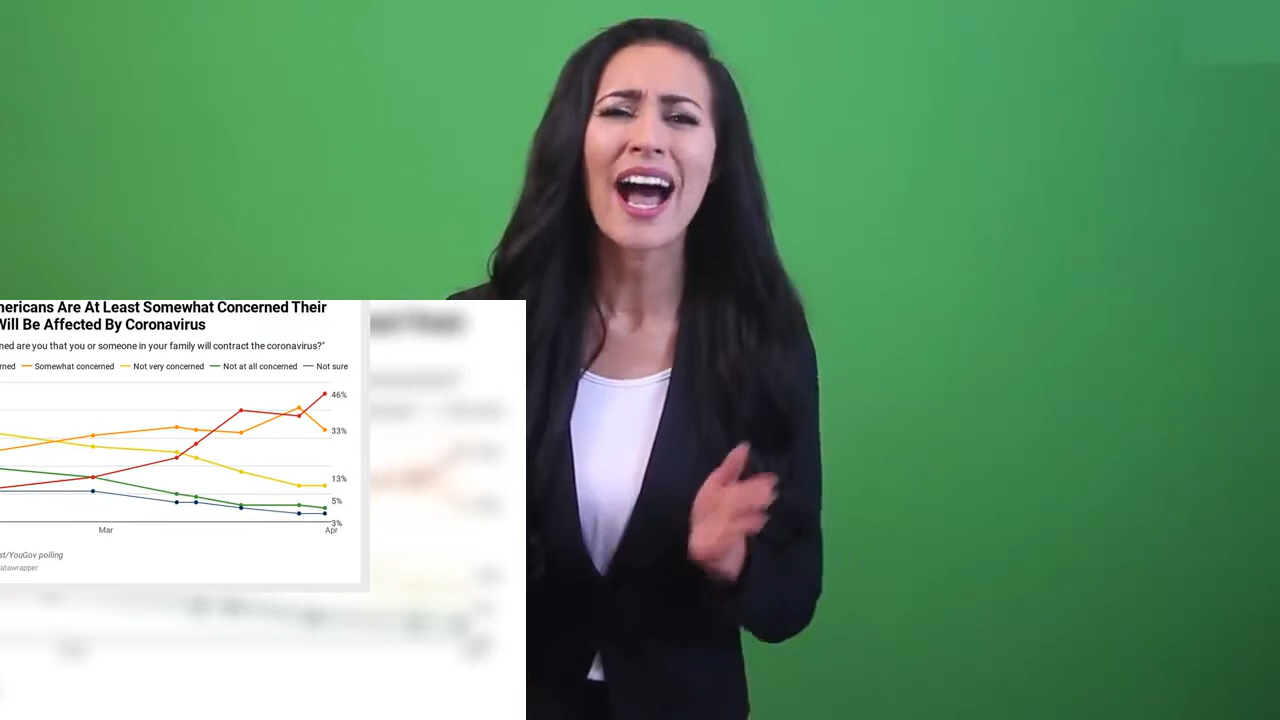 mericans Are At Least Somewhat Concerned Their
Will Be Affected By Coronavirus
ned are you that you or someone in your family will contract the coronavirus?"
rned Somewhat concerned Not very concerned Not at all concerned Not sure
46%
33%
13%
5%
3%
Mar Apr
st/YouGov polling
atawrapper